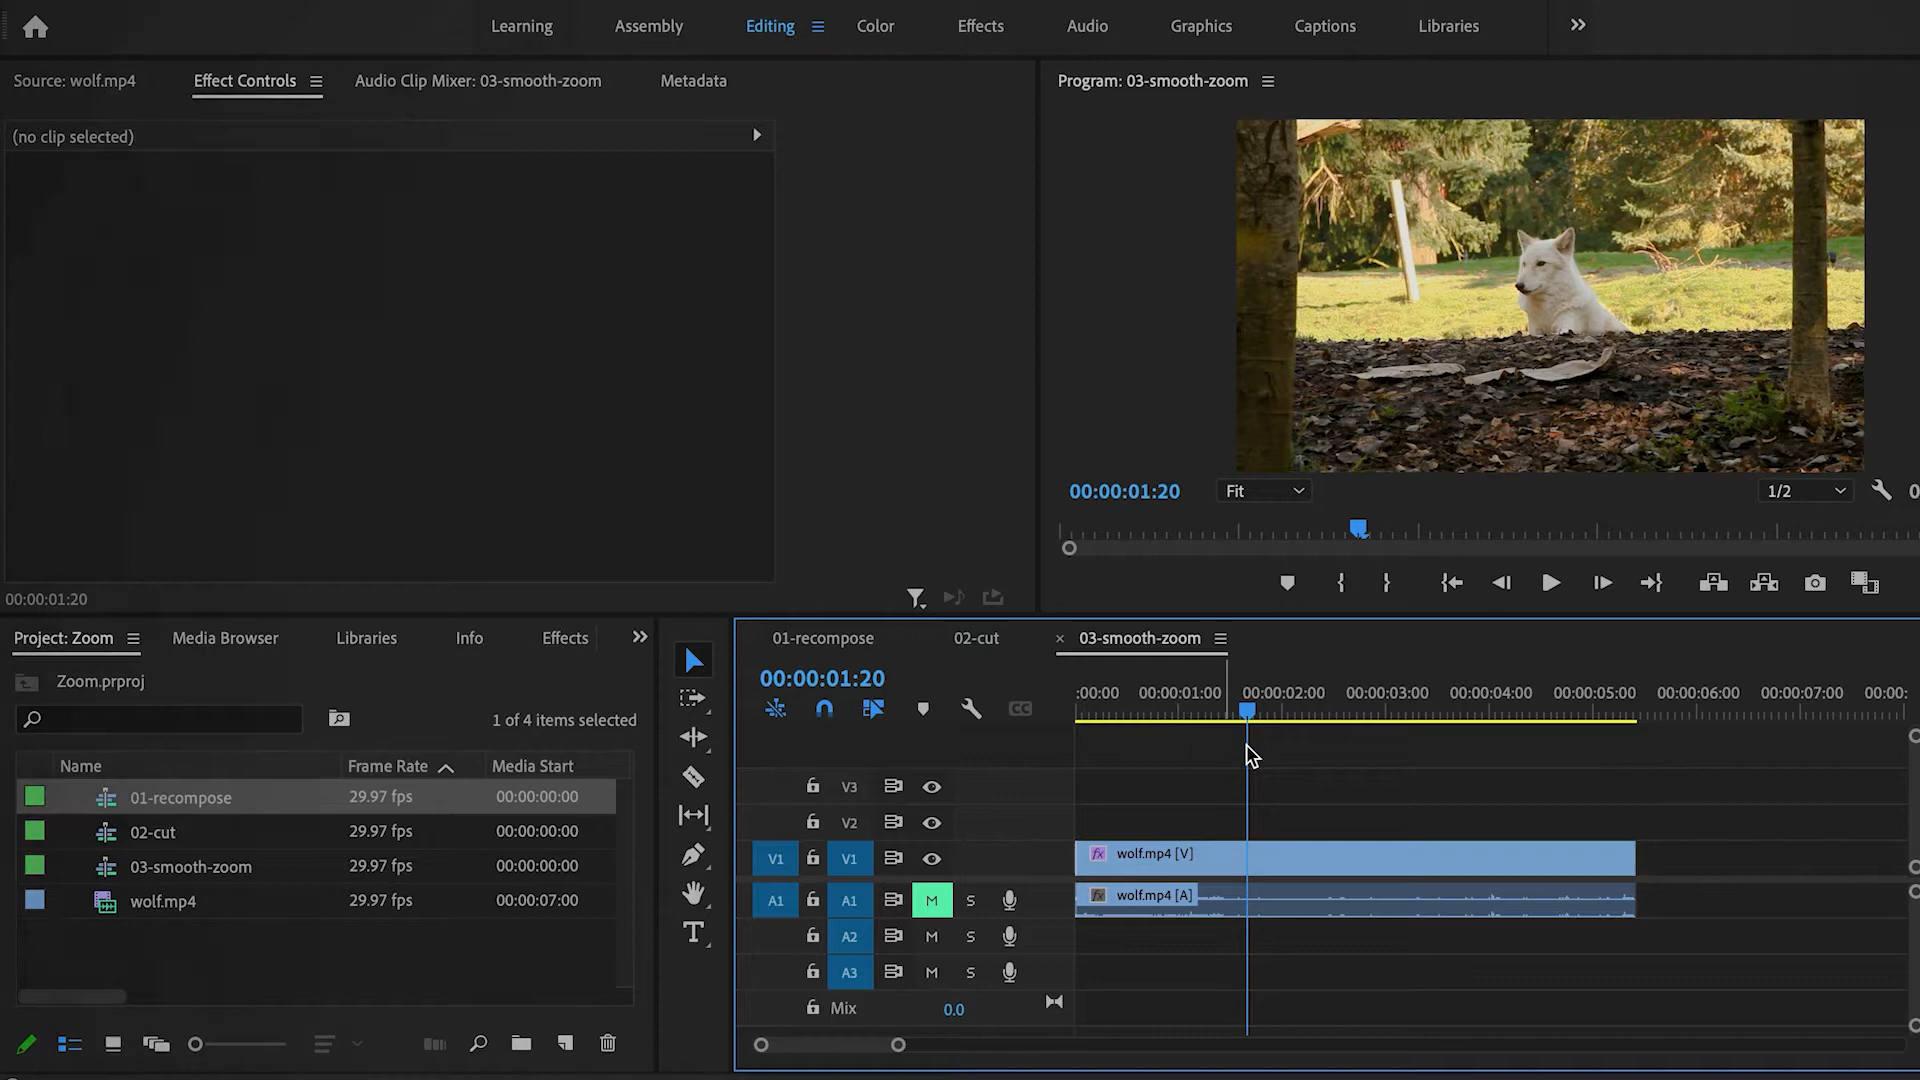 Learning Assembly Editing Color Effects Audio Graphics Captions Libraries
Source: wolf.mp4 Effect Controls Audio Clip Mixer: 03-smooth-zoom Metadata
(no clip selected)
00:00:01:20
Program: 03-smooth-zoom
00:00:01:20 Fit 1/2 0
Project: Zoom Media Browser Libraries Info Effects
Zoom.prproj
1 of 4 items selected
Name Frame Rate Media Start
01-recompose 29.97 fps 00:00:00:00
02-cut 29.97 fps 00:00:00:00
03-smooth-zoom 29.97 fps 00:00:00:00
wolf.mp4 29.97 fps 00:00:07:00
T
01-recompose 02-cut × 03-smooth-zoom
00:00:01:20
CC
:00:00 00:00:01:00 00:00:02:00 00:00:03:00 00:00:04:00 00:00:05:00 00:00:06:00 00:00:07:00 00:00:
V3
V2
V1 V1 fx wolf.mp4 [V]
A1 A1 M S fx wolf.mp4 [A]
A2 M S
A3 M S
Mix 0.0